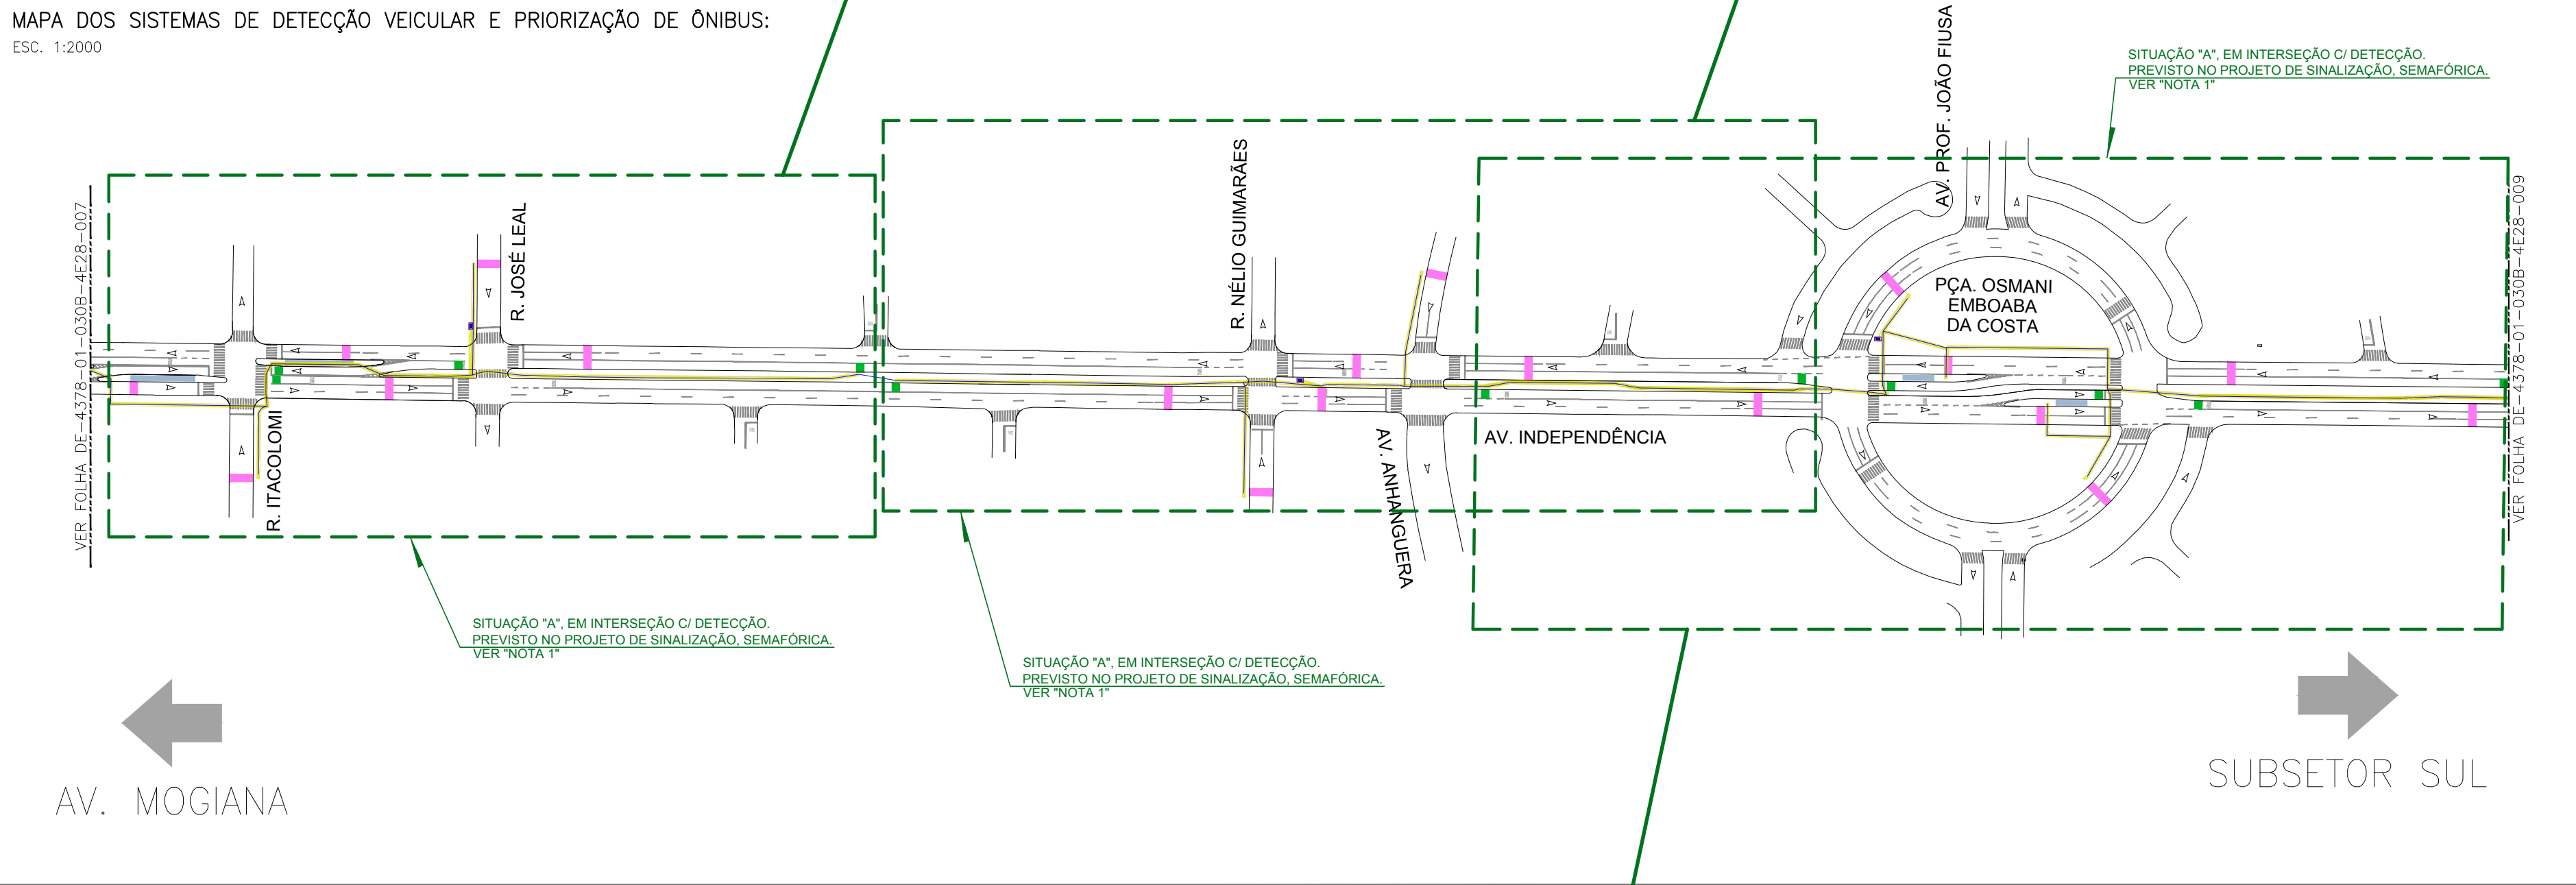 MAPA DOS SISTEMAS DE DETECÇÃO VEICULAR E PRIORIZAÇÃO DE ÔNIBUS:
ESC. 1:2000
SITUAÇÃO "A", EM INTERSEÇÃO C/ DETECÇÃO.
PREVISTO NO PROJETO DE SINALIZAÇÃO, SEMAFÓRICA.
VER "NOTA 1"
VER FOLHA DE-4378-01-030B-4E28-007
R. ITACOLOMI
R. JOSÉ LEAL
R. NÉLIO GUIMARÃES
AV. ANHANGUERA
AV. INDEPENDÊNCIA
AV. PROF. JOÃO FIUSA
PÇA. OSMANI
EMBOABA
DA COSTA
VER FOLHA DE-4378-01-030B-4E28-009
SITUAÇÃO "A", EM INTERSEÇÃO C/ DETECÇÃO.
PREVISTO NO PROJETO DE SINALIZAÇÃO, SEMAFÓRICA.
VER "NOTA 1"
SITUAÇÃO "A", EM INTERSEÇÃO C/ DETECÇÃO.
PREVISTO NO PROJETO DE SINALIZAÇÃO, SEMAFÓRICA.
VER "NOTA 1"
AV. MOGIANA
SUBSETOR SUL